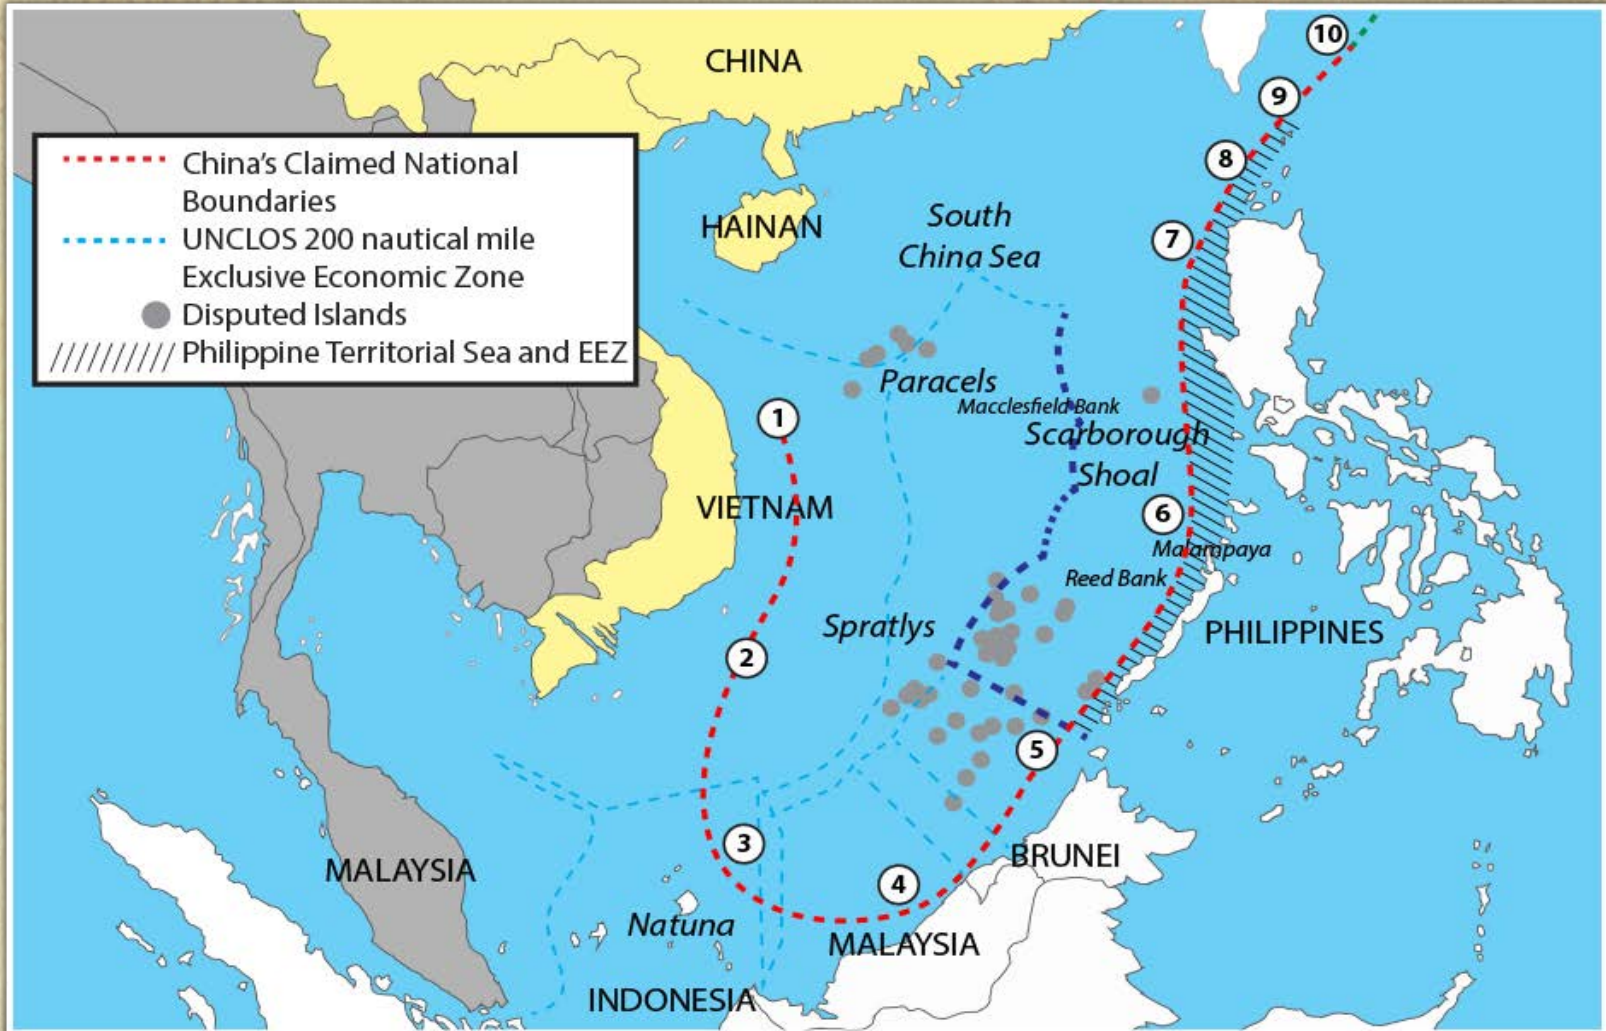 CHINA
10
9
China's Claimed National
Boundaries
UNCLOS 200 nautical mile
Exclusive Economic Zone
Disputed Islands
Philippine Territorial Sea and EEZ
8
HAINAN
South
China Sea
7
Paracels
Macclesfield Bank
1
Scarborough
Shoal
VIETNAM
6
Malampaya
Reed Bank
Spratlys
PHILIPPINES
2
5
3
BRUNEI
MALAYSIA
4
Natuna
MALAYSIA
INDONESIA